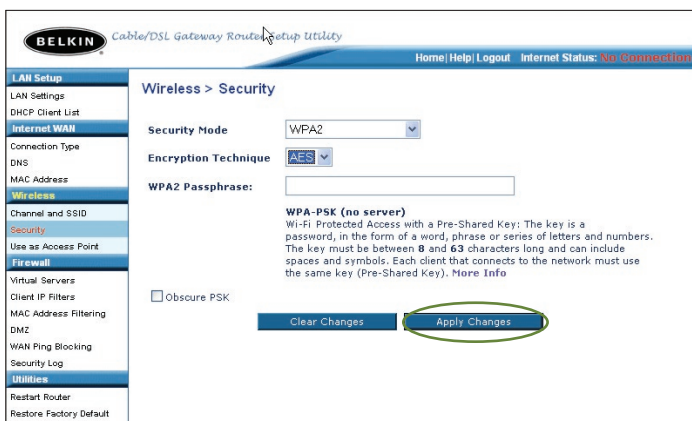 BELKIN
Cable/DSL Gateway Router Setup Utility
Home|Help|Logout Internet Status: No Connection
LAN Setup
LAN Settings
DHCP Client List
Internet WAN
Connection Type
DNS
MAC Address
Wireless
Channel and SSID
Security
Use as Access Point
Firewall
Virtual Servers
Client IP Filters
MAC Address Filtering
DMZ
WAN Ping Blocking
Security Log
Utilities
Restart Router
Restore Factory Default
Wireless > Security
Security Mode WPA2
Encryption Technique AES
WPA2 Passphrase:
WPA-PSK (no server)
Wi-Fi Protected Access with a Pre-Shared Key: The key is a
password, in the form of a word, phrase or series of letters and numbers.
The key must be between 8 and 63 characters long and can include
spaces and symbols. Each client that connects to the network must use
the same key (Pre-Shared Key). More Info
Obscure PSK
Clear Changes Apply Changes